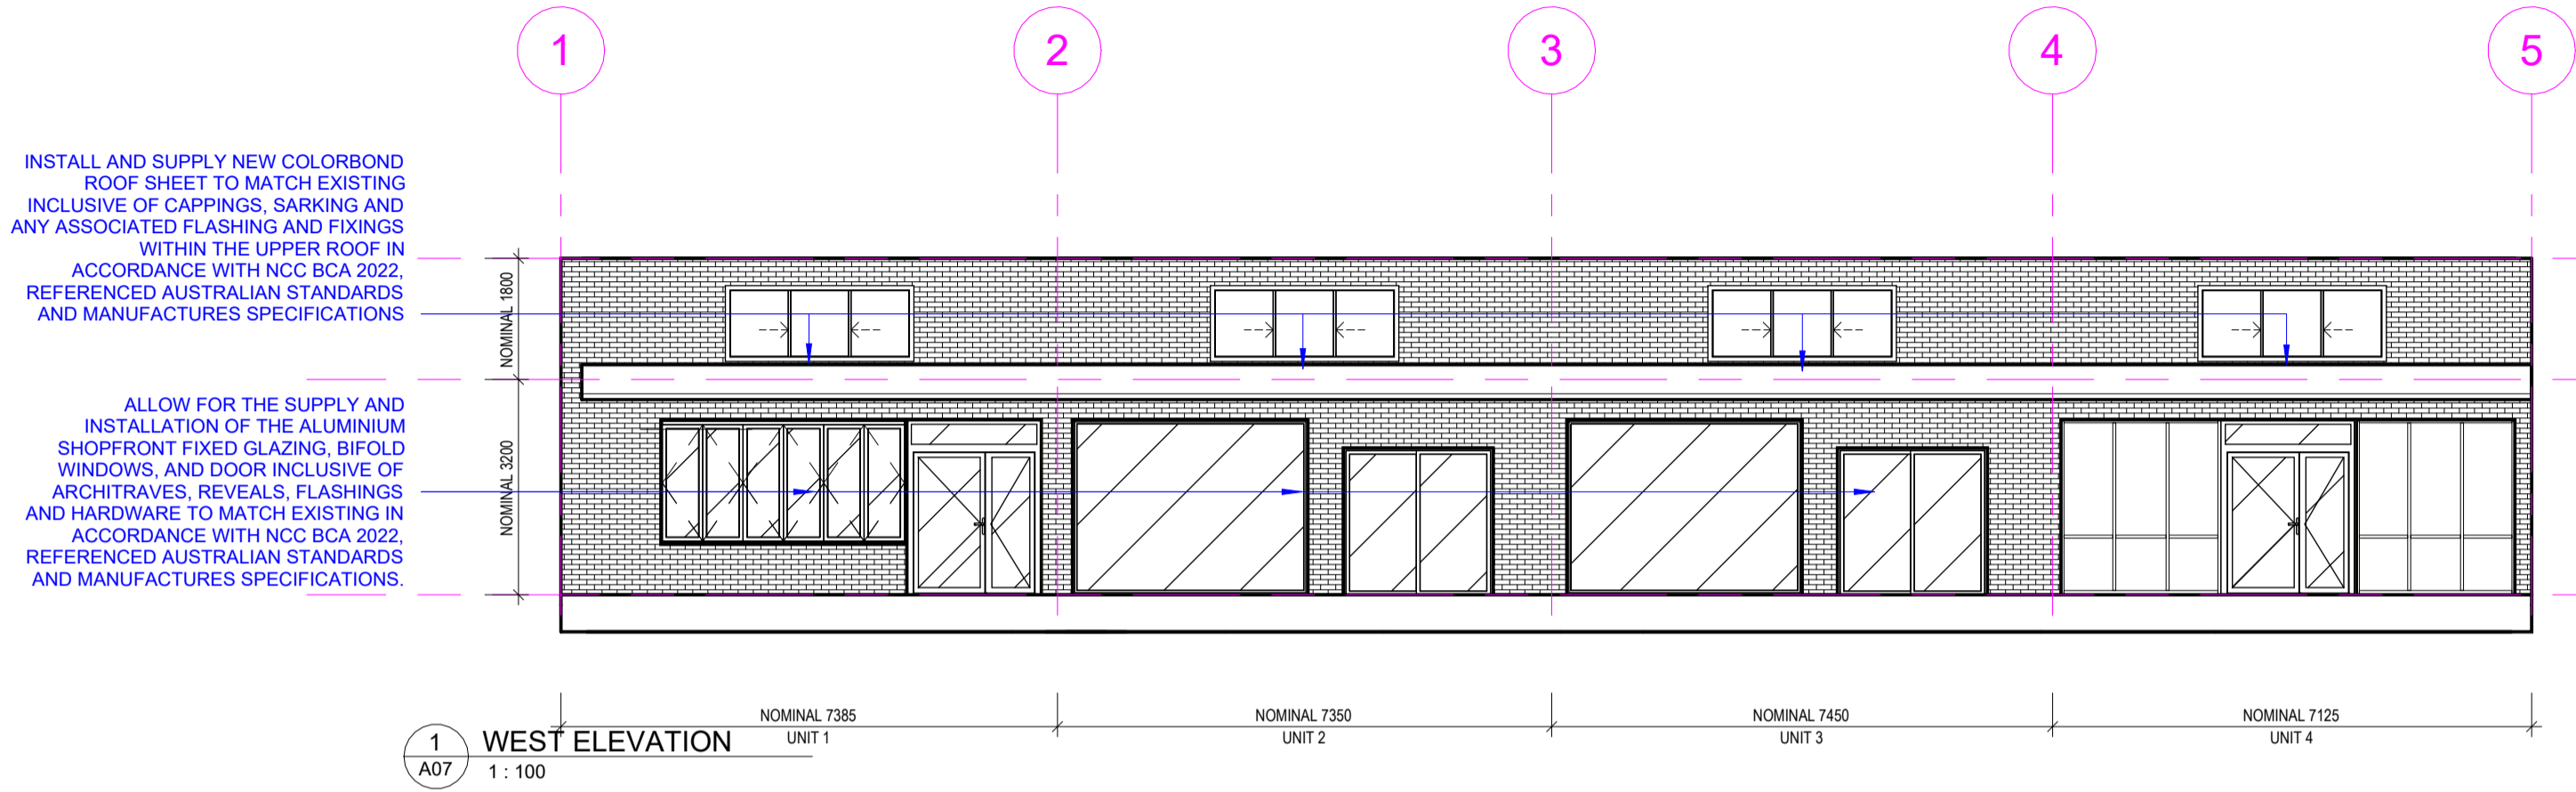 1
2
3
4
5
INSTALL AND SUPPLY NEW COLORBOND
ROOF SHEET TO MATCH EXISTING
INCLUSIVE OF CAPPINGS, SARKING AND
ANY ASSOCIATED FLASHING AND FIXINGS
WITHIN THE UPPER ROOF IN
ACCORDANCE WITH NCC BCA 2022,
REFERENCED AUSTRALIAN STANDARDS
AND MANUFACTURES SPECIFICATIONS
NOMINAL 1800
ALLOW FOR THE SUPPLY AND
INSTALLATION OF THE ALUMINIUM
SHOPFRONT FIXED GLAZING, BIFOLD
WINDOWS, AND DOOR INCLUSIVE OF
ARCHITRAVES, REVEALS, FLASHINGS
AND HARDWARE TO MATCH EXISTING IN
ACCORDANCE WITH NCC BCA 2022,
REFERENCED AUSTRALIAN STANDARDS
AND MANUFACTURES SPECIFICATIONS.
NOMINAL 3200
NOMINAL 7385
UNIT 1
NOMINAL 7350
UNIT 2
NOMINAL 7450
UNIT 3
NOMINAL 7125
UNIT 4
1
A07
WEST ELEVATION
1 : 100